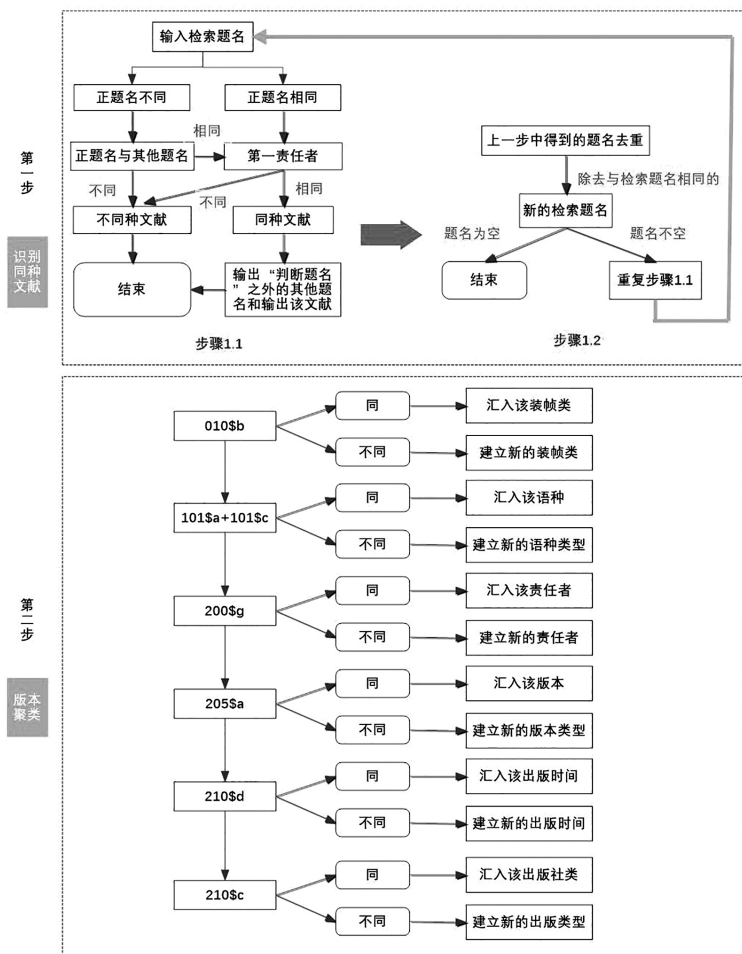 输入检索题名
正题名不同
正题名相同
相同
正题名与其他题名
第一责任者
不同
不同
相同
不同种文献
同种文献
结束
输出“判断题名
”之外的其他题
名和输出该文献
步骤1.1
上一步中得到的题名去重
除去与检索题名相同的
新的检索题名
题名为空
题名不空
结束
重复步骤1.1
步骤1.2
第一步
识别
同种
文献
第二步
版本
聚类
010$b
同
汇入该装帧类
不同
建立新的装帧类
101$a+101$c
同
汇入该语种
不同
建立新的语种类型
200$g
同
汇入该责任者
不同
建立新的责任者
205$a
同
汇入该版本
不同
建立新的版本类型
210$d
同
汇入该出版时间
不同
建立新的出版时间
210$c
同
汇入该出版社类
不同
建立新的出版类型